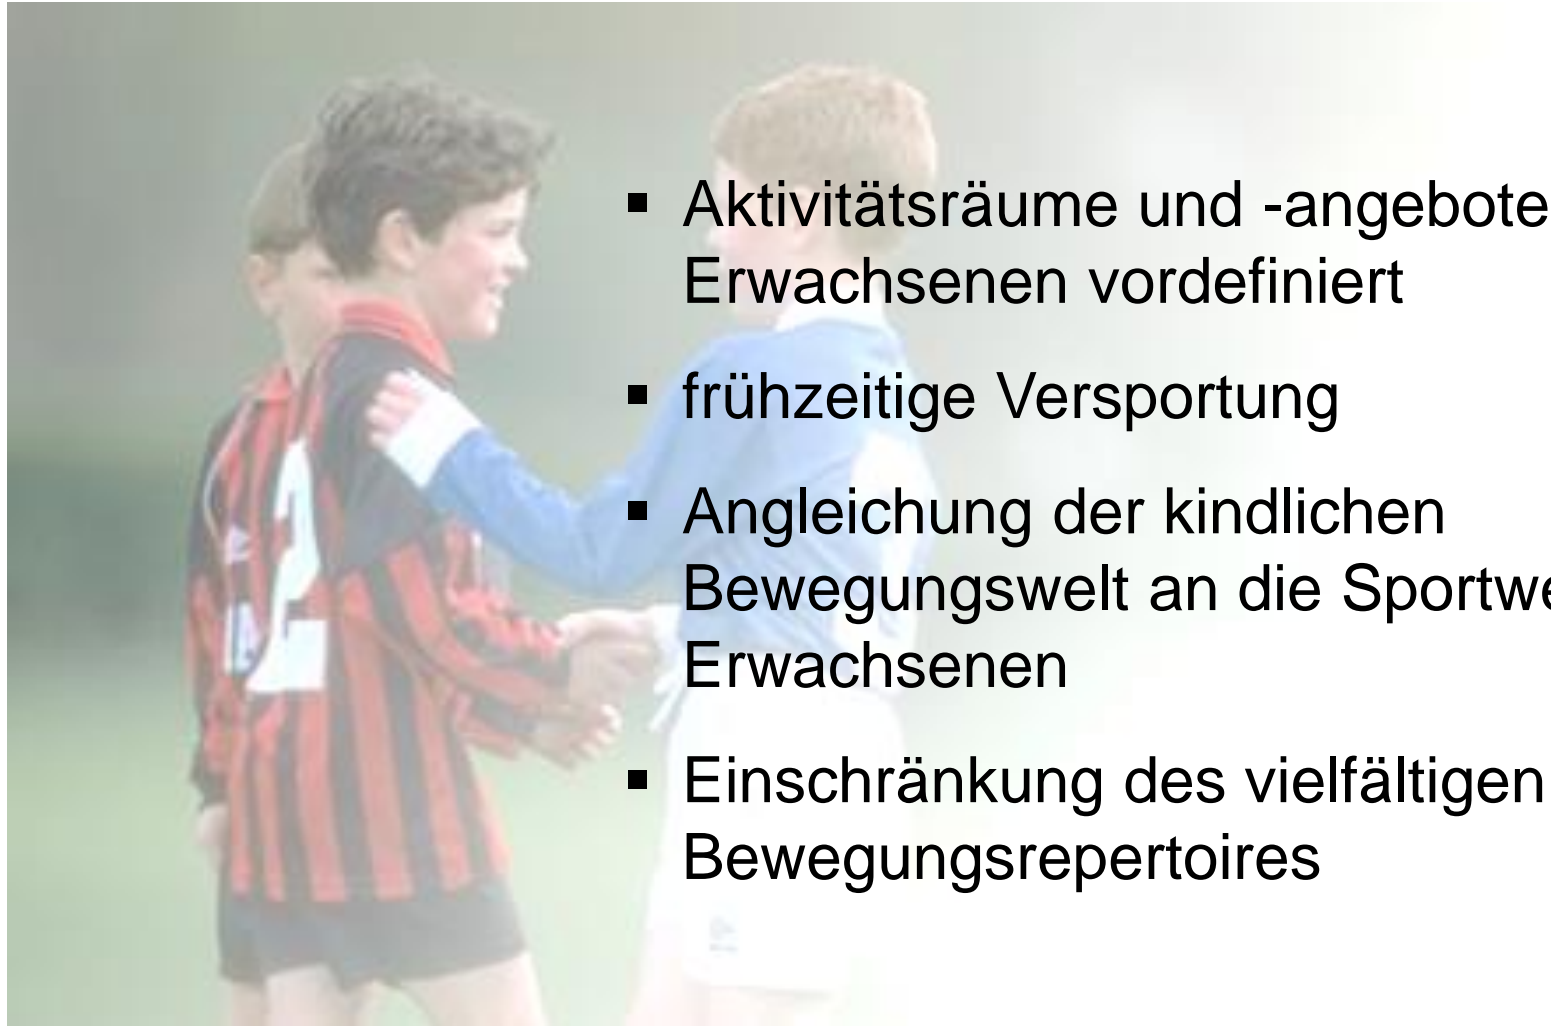 ▪ Aktivitätsräume und -angebote
Erwachsenen vordefiniert
▪ frühzeitige Versportung
▪ Angleichung der kindlichen
Bewegungswelt an die Sportwe
Erwachsenen
▪ Einschränkung des vielfältigen
Bewegungsrepertoires
2